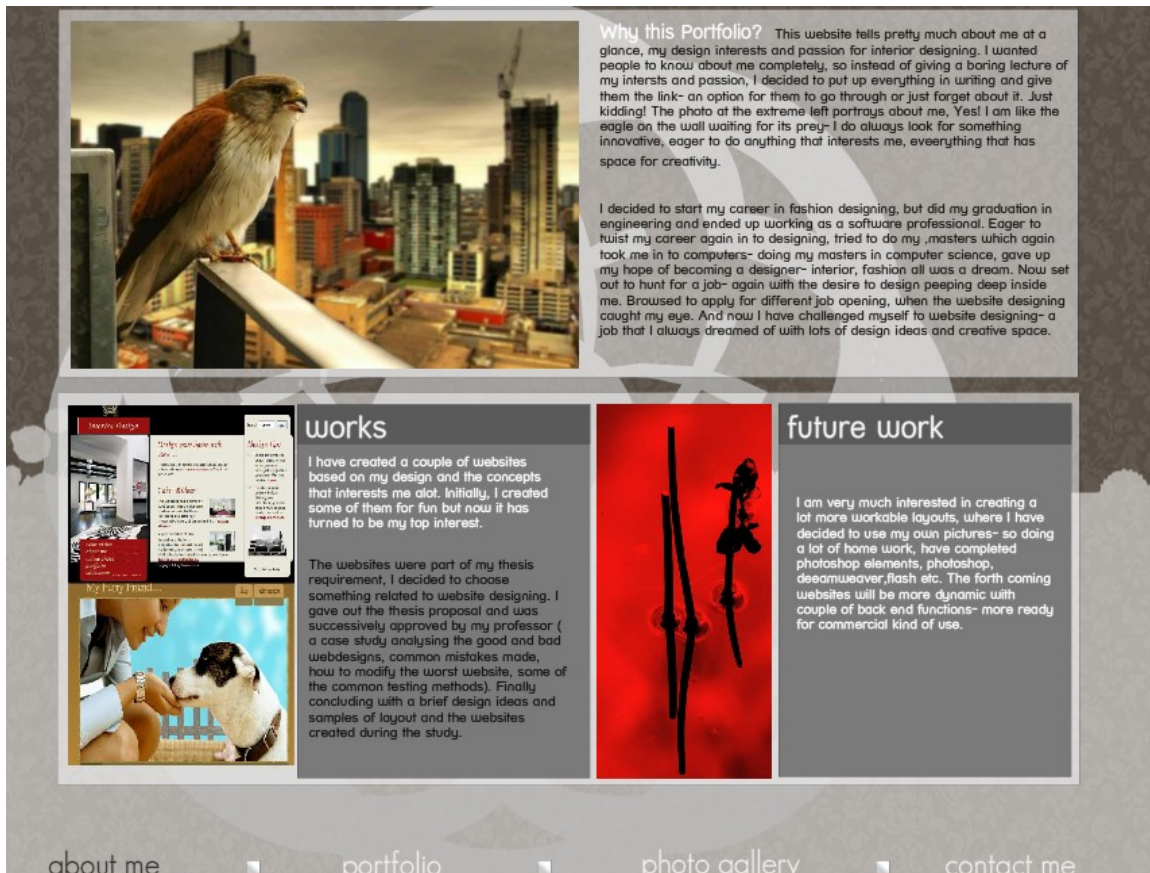 Why this Portfolio? This website tells pretty much about me at a
glance, my design interests and passion for interior designing. I wanted
people to know about me completely, so instead of giving a boring lecture of
my intersts and passion, I decided to put up everything in writing and give
them the link- an option for them to go through or just forget about it. Just
kidding! The photo at the extreme left portrays about me, Yes! I am like the
eagle on the wall waiting for its prey- I do always look for something
innovative, eager to do anything that interests me, eveerything that has
space for creativity.
I decided to start my career in fashion designing, but did my graduation in
engineering and ended up working as a software professional. Eager to
twist my career again in to designing, tried to do my ,masters which again
took me in to computers- doing my masters in computer science, gave up
my hope of becoming a designer- interior, fashion all was a dream. Now set
out to hunt for a job- again with the desire to design peeping deep inside
me. Browsed to apply for different job opening, when the website designing
caught my eye. And now I have challenged myself to website designing- a
job that I always dreamed of with lots of design ideas and creative space.
Interior Design
My Furry Friend...
works
I have created a couple of websites
based on my design and the concepts
that interests me alot. Initially, I created
some of them for fun but now it has
turned to be my top interest.
The websites were part of my thesis
requirement, I decided to choose
something related to website designing. I
gave out the thesis proposal and was
successively approved by my professor (
a case study analysing the good and bad
webdesigns, common mistakes made,
how to modify the worst website, some of
the common testing methods). Finally
concluding with a brief design ideas and
samples of layout and the websites
created during the study.
future work
I am very much interested in creating a
lot more workable layouts, where I have
decided to use my own pictures- so doing
a lot of home work, have completed
photoshop elements, photoshop,
deeamweaver,flash etc. The forth coming
websites will be more dynamic with
couple of back end functions- more ready
for commercial kind of use.
about me portfolio photo gallery contact me